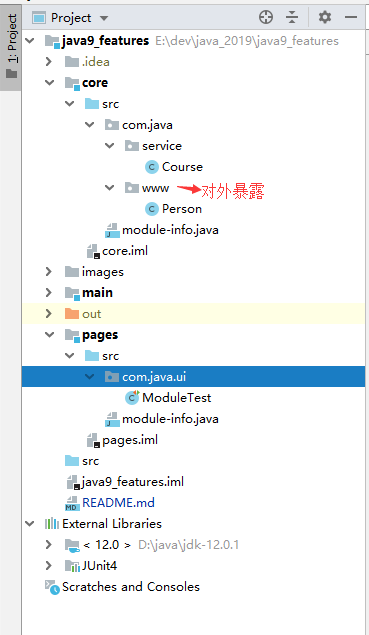 1: Project
Project
java9_features E:\dev\java_2019\java9_features
.idea
core
src
com.java
service
Course
www 对外暴露
Person
module-info.java
core.iml
images
main
out
pages
src
com.java.ui
ModuleTest
module-info.java
pages.iml
src
java9_features.iml
README.md
External Libraries
< 12.0 > D:\java\jdk-12.0.1
JUnit4
Scratches and Consoles